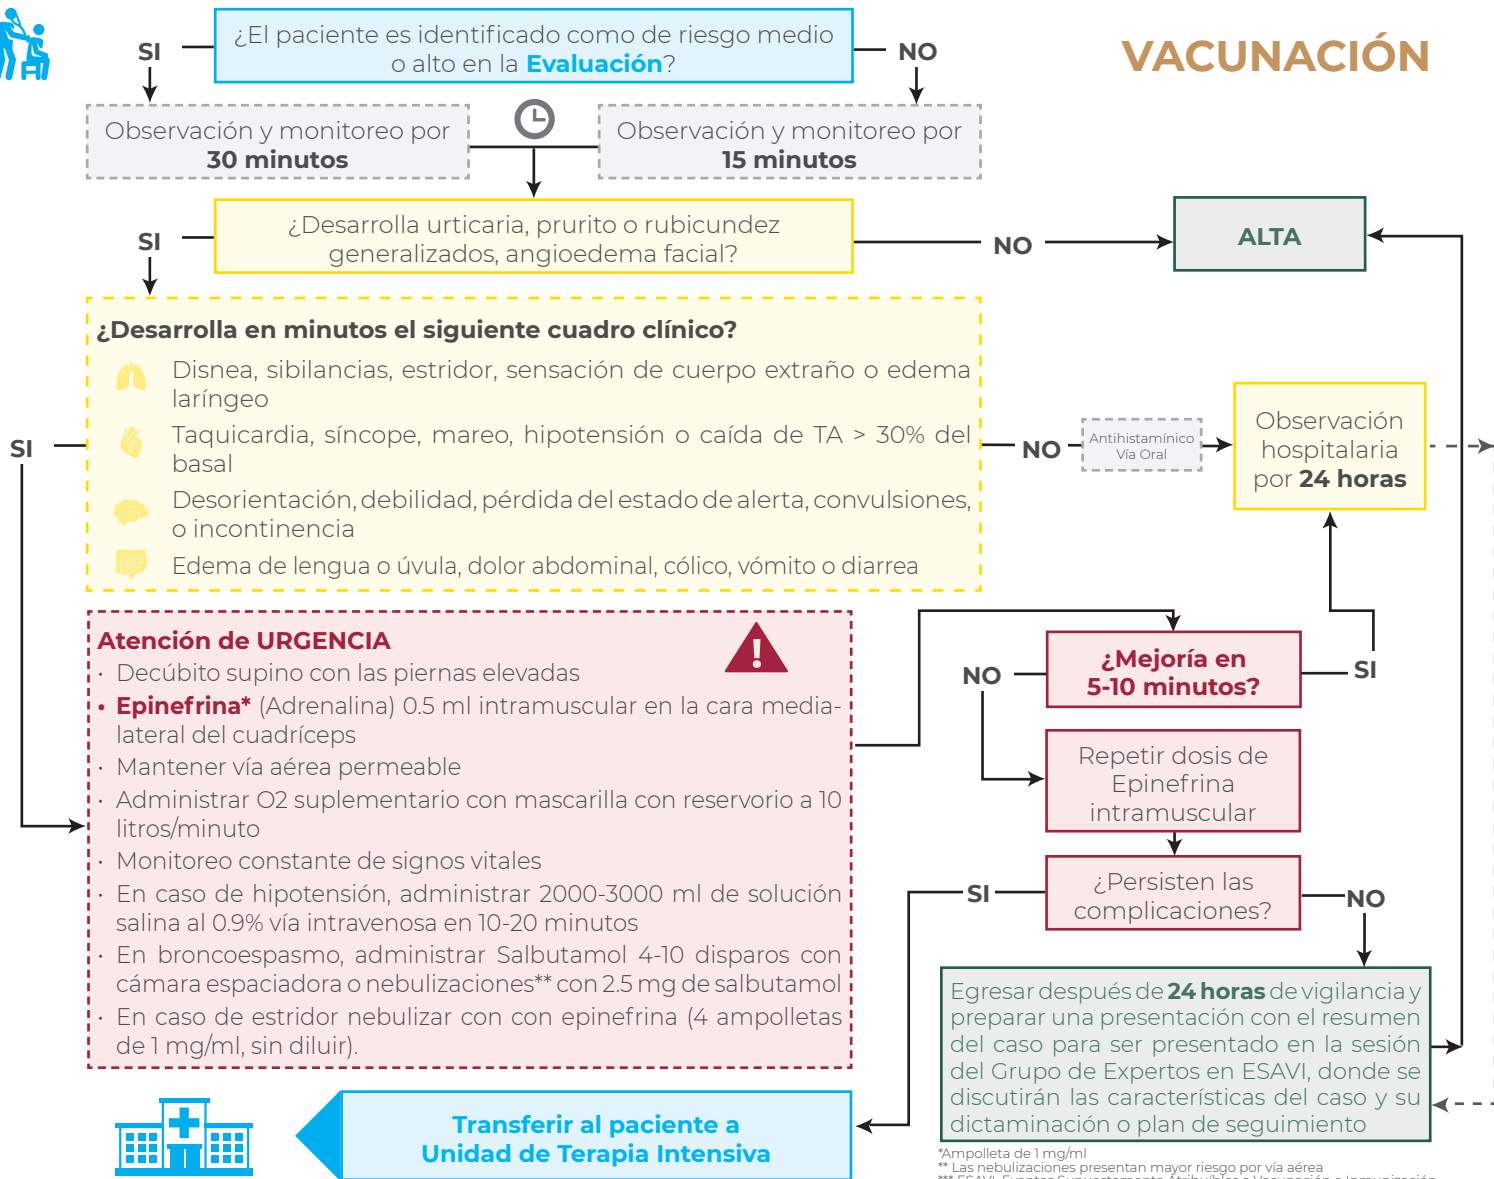 ¿El paciente es identificado como de riesgo medio
o alto en la Evaluación?
SI
NO
VACUNACIÓN
Observación y monitoreo por
30 minutos
Observación y monitoreo por
15 minutos
¿Desarrolla urticaria, prurito o rubicundez
generalizados, angioedema facial?
SI
NO
ALTA
¿Desarrolla en minutos el siguiente cuadro clínico?
Disnea, sibilancias, estridor, sensación de cuerpo extraño o edema
laríngeo
Taquicardia, síncope, mareo, hipotensión o caída de TA > 30% del
basal
Desorientación, debilidad, pérdida del estado de alerta, convulsiones,
o incontinencia
Edema de lengua o úvula, dolor abdominal, cólico, vómito o diarrea
SI
NO
Antihistamínico
Vía Oral
Observación
hospitalaria
por 24 horas
Atención de URGENCIA
· Decúbito supino con las piernas elevadas
• Epinefrina* (Adrenalina) 0.5 ml intramuscular en la cara media-
lateral del cuadríceps
· Mantener vía aérea permeable
· Administrar O2 suplementario con mascarilla con reservorio a 10
litros/minuto
· Monitoreo constante de signos vitales
· En caso de hipotensión, administrar 2000-3000 ml de solución
salina al 0.9% vía intravenosa en 10-20 minutos
· En broncoespasmo, administrar Salbutamol 4-10 disparos con
cámara espaciadora o nebulizaciones** con 2.5 mg de salbutamol
· En caso de estridor nebulizar con con epinefrina (4 ampolletas
de 1 mg/ml, sin diluir).
¿Mejoría en
5-10 minutos?
NO
SI
Repetir dosis de
Epinefrina
intramuscular
¿Persisten las
complicaciones?
SI
NO
Egresar después de 24 horas de vigilancia y
preparar una presentación con el resumen
del caso para ser presentado en la sesión
del Grupo de Expertos en ESAVI, donde se
discutirán las características del caso y su
dictaminación o plan de seguimiento
Transferir al paciente a
Unidad de Terapia Intensiva
*Ampolleta de 1 mg/ml
** Las nebulizaciones presentan mayor riesgo por vía aérea
*** ESAVI. Eventos Supuestamente Atribuibles a Vacunación o Inmunización